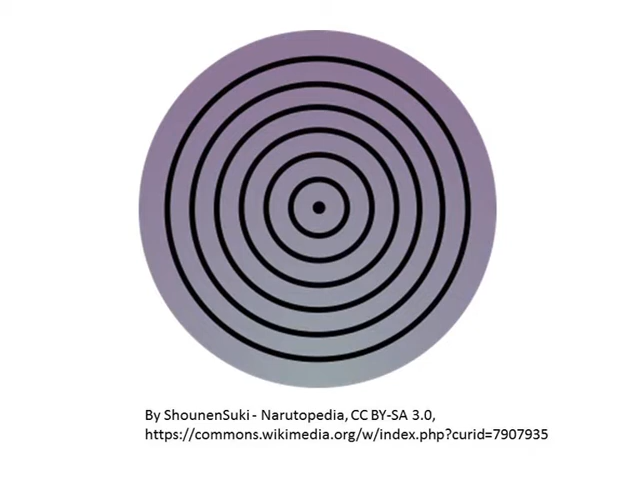 By ShounenSuki - Narutopedia, CC BY-SA 3.0,
https://commons.wikimedia.org/w/index.php?curid=7907935